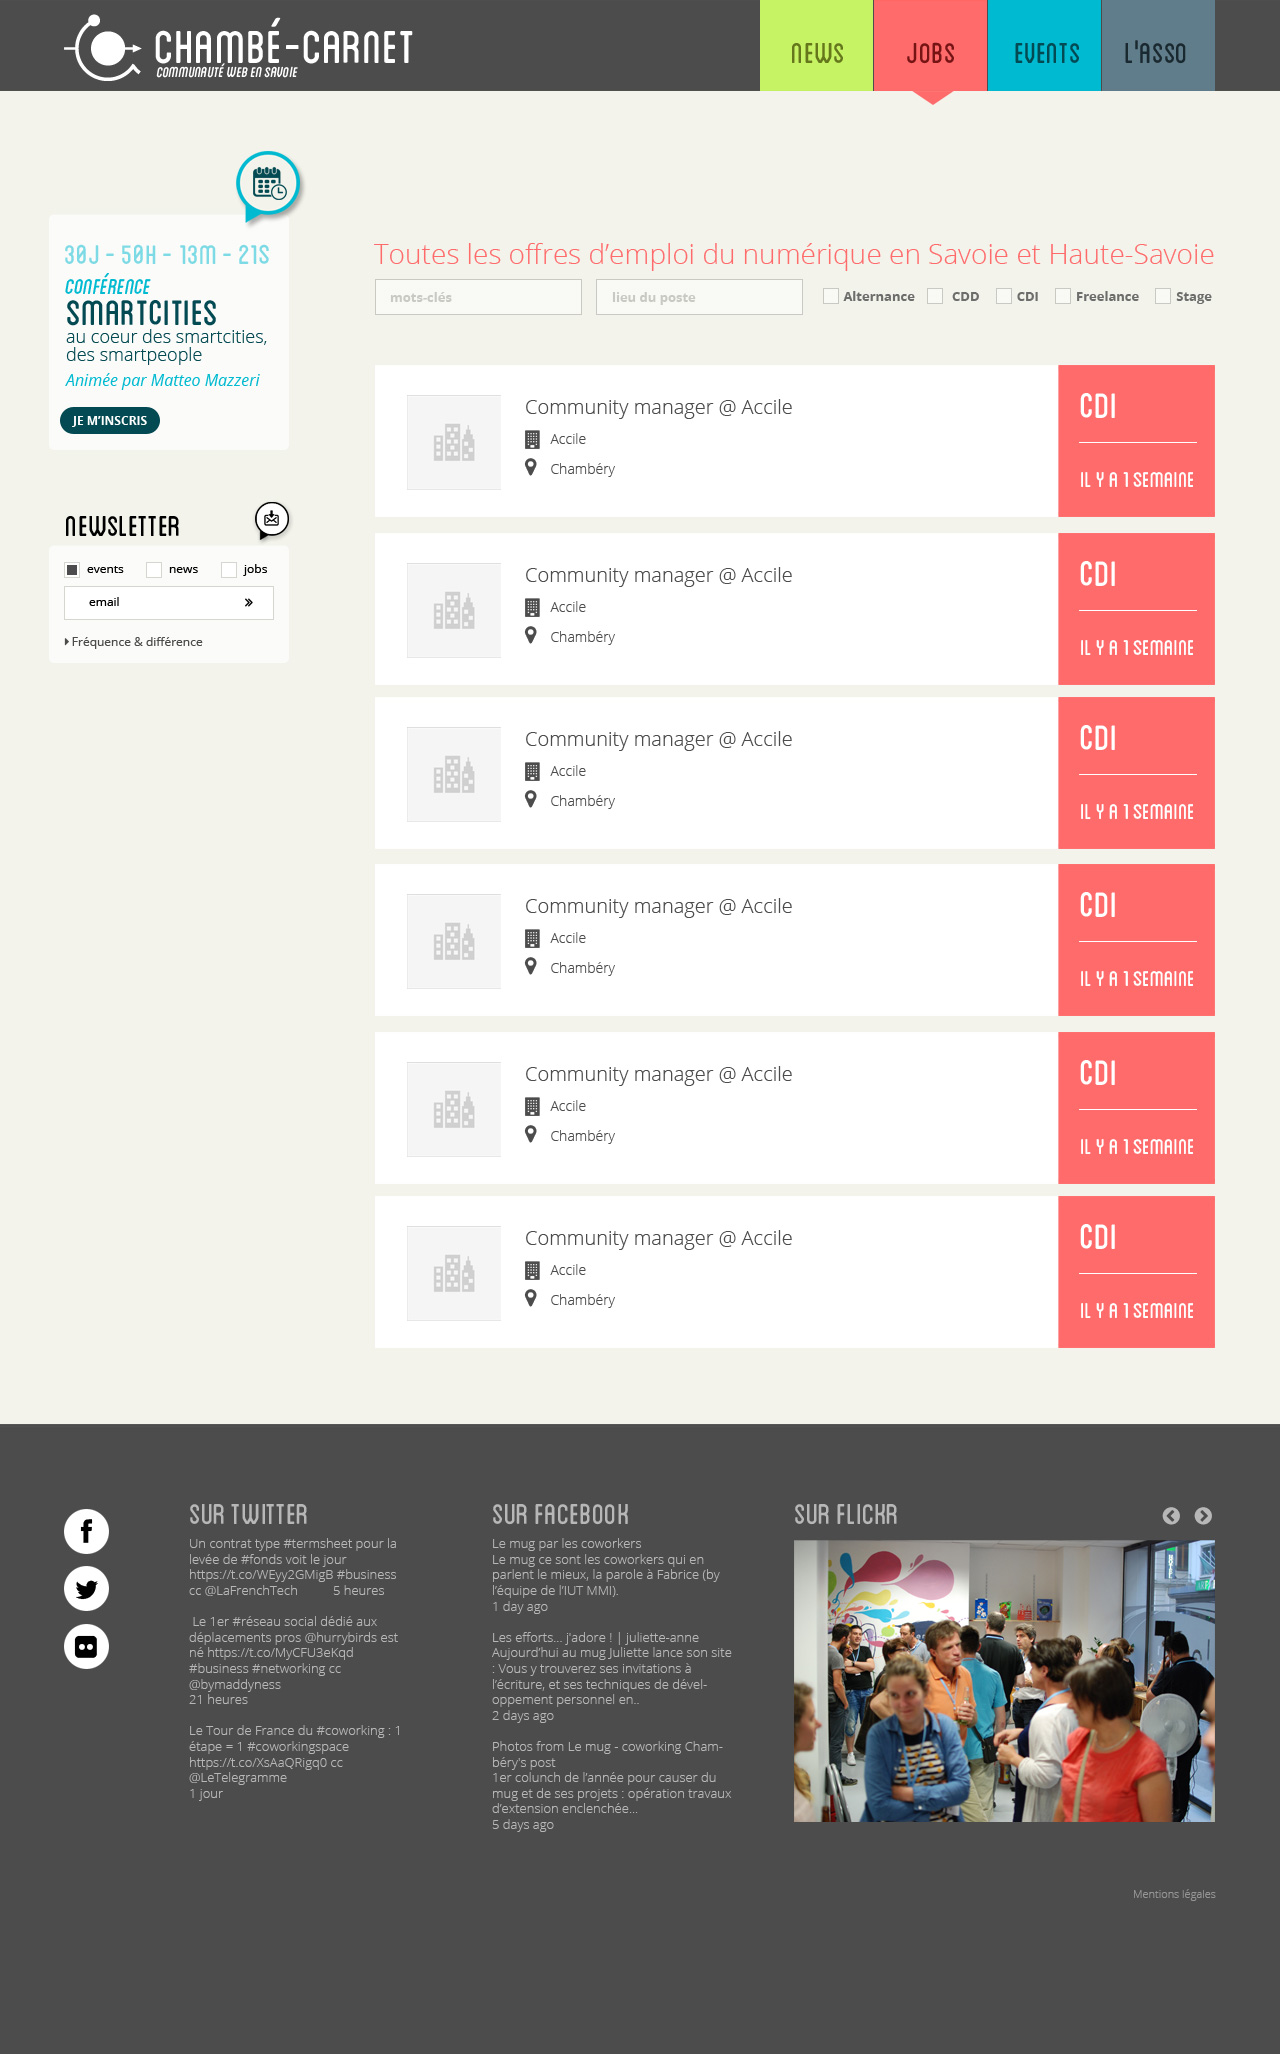 CHAMBÉ-CARNET
COMMUNAUTÉ WEB EN SAVOIE
NEWS
JOBS
EVENTS
L'ASSO
30J - 50H - 13M - 21S
CONFÉRENCE
SMARTCITIES
au coeur des smartcities,
des smartpeople
Animée par Matteo Mazzeri
JE M’INSCRIS
NEWSLETTER
events
news
jobs
email
Fréquence & différence
Toutes les offres d’emploi du numérique en Savoie et Haute-Savoie
mots-clés
lieu du poste
Alternance
CDD
CDI
Freelance
Stage
Community manager @ Accile
Accile
Chambéry
CDI
IL Y A 1 SEMAINE
Community manager @ Accile
Accile
Chambéry
CDI
IL Y A 1 SEMAINE
Community manager @ Accile
Accile
Chambéry
CDI
IL Y A 1 SEMAINE
Community manager @ Accile
Accile
Chambéry
CDI
IL Y A 1 SEMAINE
Community manager @ Accile
Accile
Chambéry
CDI
IL Y A 1 SEMAINE
Community manager @ Accile
Accile
Chambéry
CDI
IL Y A 1 SEMAINE
SUR TWITTER
Un contrat type #termsheet pour la
levée de #fonds voit le jour
https://t.co/WEyy2GMigB #business
cc @LaFrenchTech 5 heures
Le 1er #réseau social dédié aux
déplacements pros @hurrybirds est
né https://t.co/MyCFU3eKqd
#business #networking cc
@bymaddyness
21 heures
Le Tour de France du #coworking : 1
étape = 1 #coworkingspace
https://t.co/XsAaQRigq0 cc
@LeTelegramme
1 jour
SUR FACEBOOK
Le mug par les coworkers
Le mug ce sont les coworkers qui en
parlent le mieux, la parole à Fabrice (by
l’équipe de l’IUT MMI).
1 day ago
Les efforts... j'adore ! | juliette-anne
Aujourd’hui au mug Juliette lance son site
: Vous y trouverez ses invitations à
l’écriture, et ses techniques de dével-
oppement personnel en..
2 days ago
Photos from Le mug - coworking Cham-
béry's post
1er colunch de l’année pour causer du
mug et de ses projets : opération travaux
d’extension enclenchée...
5 days ago
SUR FLICKR
Mentions légales